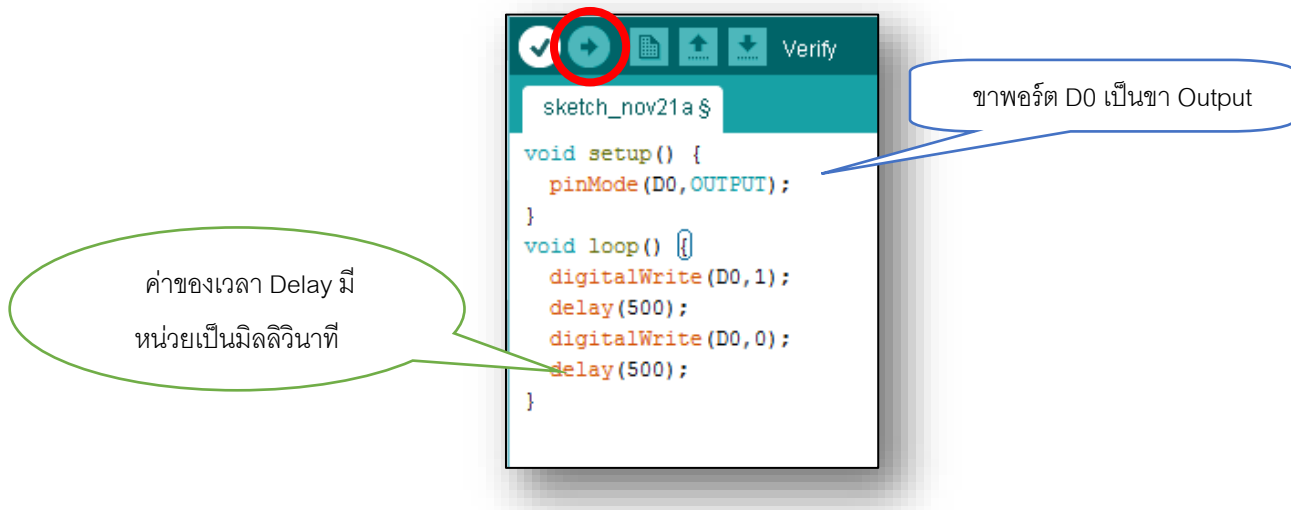 Verify
sketch_nov21a §
ขาพอร์ต D0 เป็นขา Output
void setup() {
  pinMode(D0,OUTPUT);
}
void loop() {
  digitalWrite(D0,1);
  delay(500);
  digitalWrite(D0,0);
  delay(500);
}
ค่าของเวลา Delay มี
หน่วยเป็นมิลลิวินาที